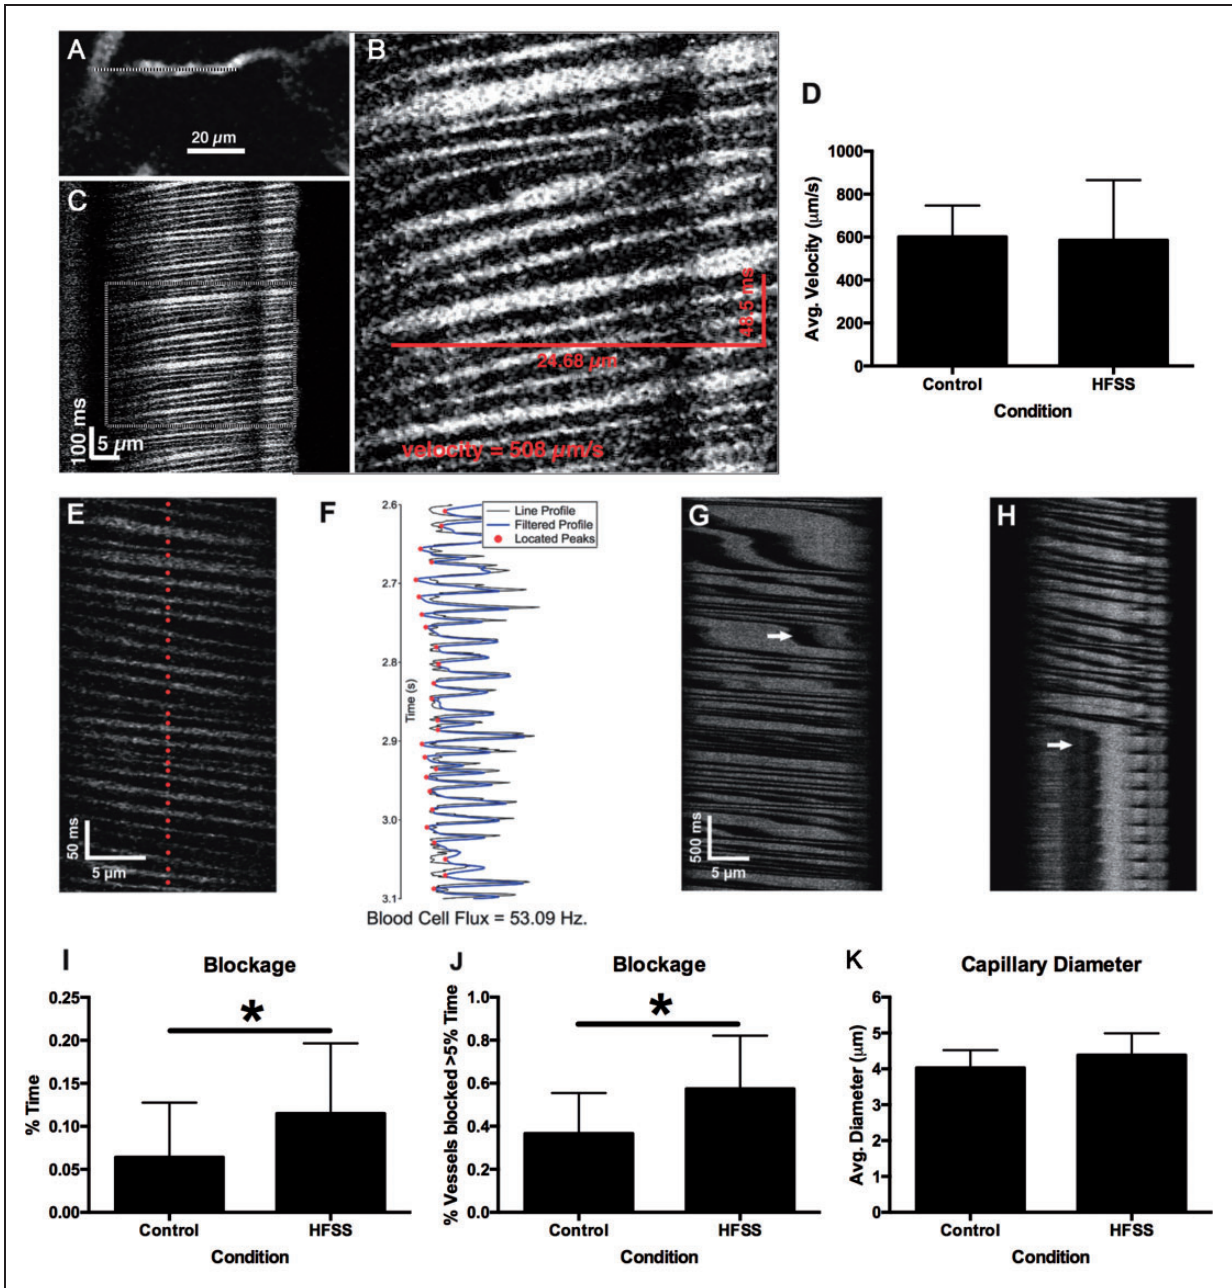 A
20 µm
B
48.5 ms
24.68 µm
velocity = 508 µm/s
C
100 ms
5 µm
D
1000
800
600
400
200
0
Avg. Velocity (µm/s)
Control
HFSS
Condition
E
50 ms
5 µm
F
2.6
2.7
2.8
2.9
3.0
3.1
Time (s)
Line Profile
Filtered Profile
Located Peaks
Blood Cell Flux = 53.09 Hz.
G
500 ms
5 µm
H
I
Blockage
0.25
0.20
0.15
0.10
0.05
0.00
% Time
*
Control
HFSS
Condition
J
Blockage
1.0
0.8
0.6
0.4
0.2
0.0
% Vessels blocked >5% Time
*
Control
HFSS
Condition
K
Capillary Diameter
6
5
4
3
2
1
0
Avg. Diameter (µm)
Control
HFSS
Condition